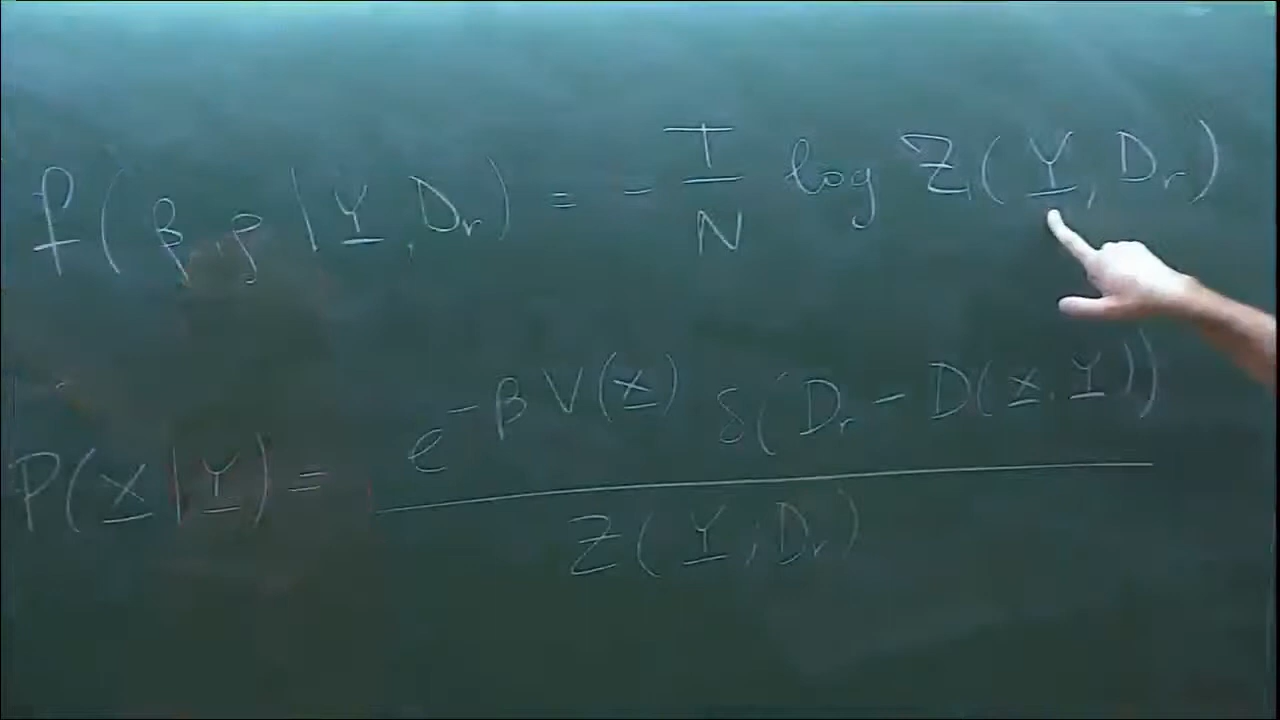 f(β,ρ|Y,Dr) = - T/N log Z(Y,Dr)
P(X|Y) = e^{-βV(X)} δ(Dr - D(X,Y)) / Z(Y;Dr)